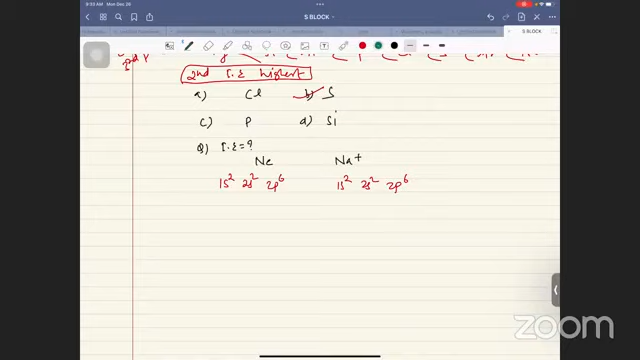 9:50 AM Mon Dec 26
S BLOCK
S BLOCK
2nd I.E highest
a) Cl b) S
c) P d) Si
Q) I.E = ?
Ne Na+
1s² 2s² 2p⁶ 1s² 2s² 2p⁶
zoom